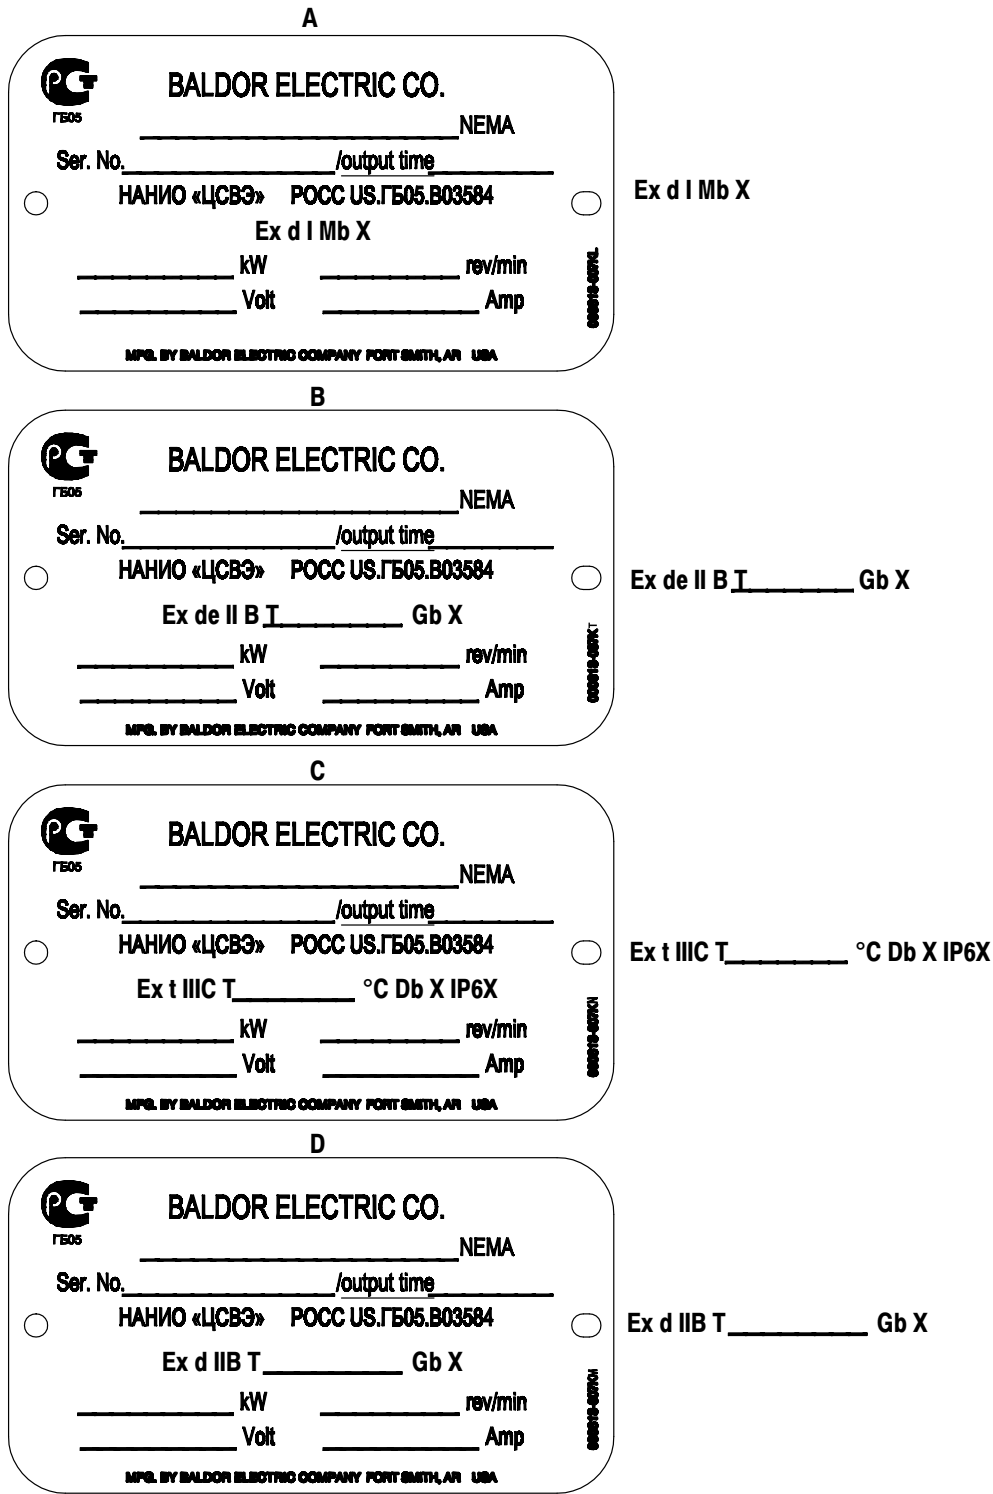 A
BALDOR ELECTRIC CO.
ГБ05
NEMA
Ser. No. /output time
НАНИО «ЦСВЭ» РОСС US.ГБ05.В03584
Ex d I Mb X
Ex d I Mb X
kW rev/min
Volt Amp
MFG. BY BALDOR ELECTRIC COMPANY FORT SMITH, AR USA
B
BALDOR ELECTRIC CO.
ГБ05
NEMA
Ser. No. /output time
НАНИО «ЦСВЭ» РОСС US.ГБ05.В03584
Ex de II B T Gb X
Ex de II B T Gb X
kW rev/min
Volt Amp
MFG. BY BALDOR ELECTRIC COMPANY FORT SMITH, AR USA
C
BALDOR ELECTRIC CO.
ГБ05
NEMA
Ser. No. /output time
НАНИО «ЦСВЭ» РОСС US.ГБ05.В03584
Ex t IIIC T °C Db X IP6X
Ex t IIIC T °C Db X IP6X
kW rev/min
Volt Amp
MFG. BY BALDOR ELECTRIC COMPANY FORT SMITH, AR USA
D
BALDOR ELECTRIC CO.
ГБ05
NEMA
Ser. No. /output time
НАНИО «ЦСВЭ» РОСС US.ГБ05.В03584
Ex d IIB T Gb X
Ex d IIB T Gb X
kW rev/min
Volt Amp
MFG. BY BALDOR ELECTRIC COMPANY FORT SMITH, AR USA